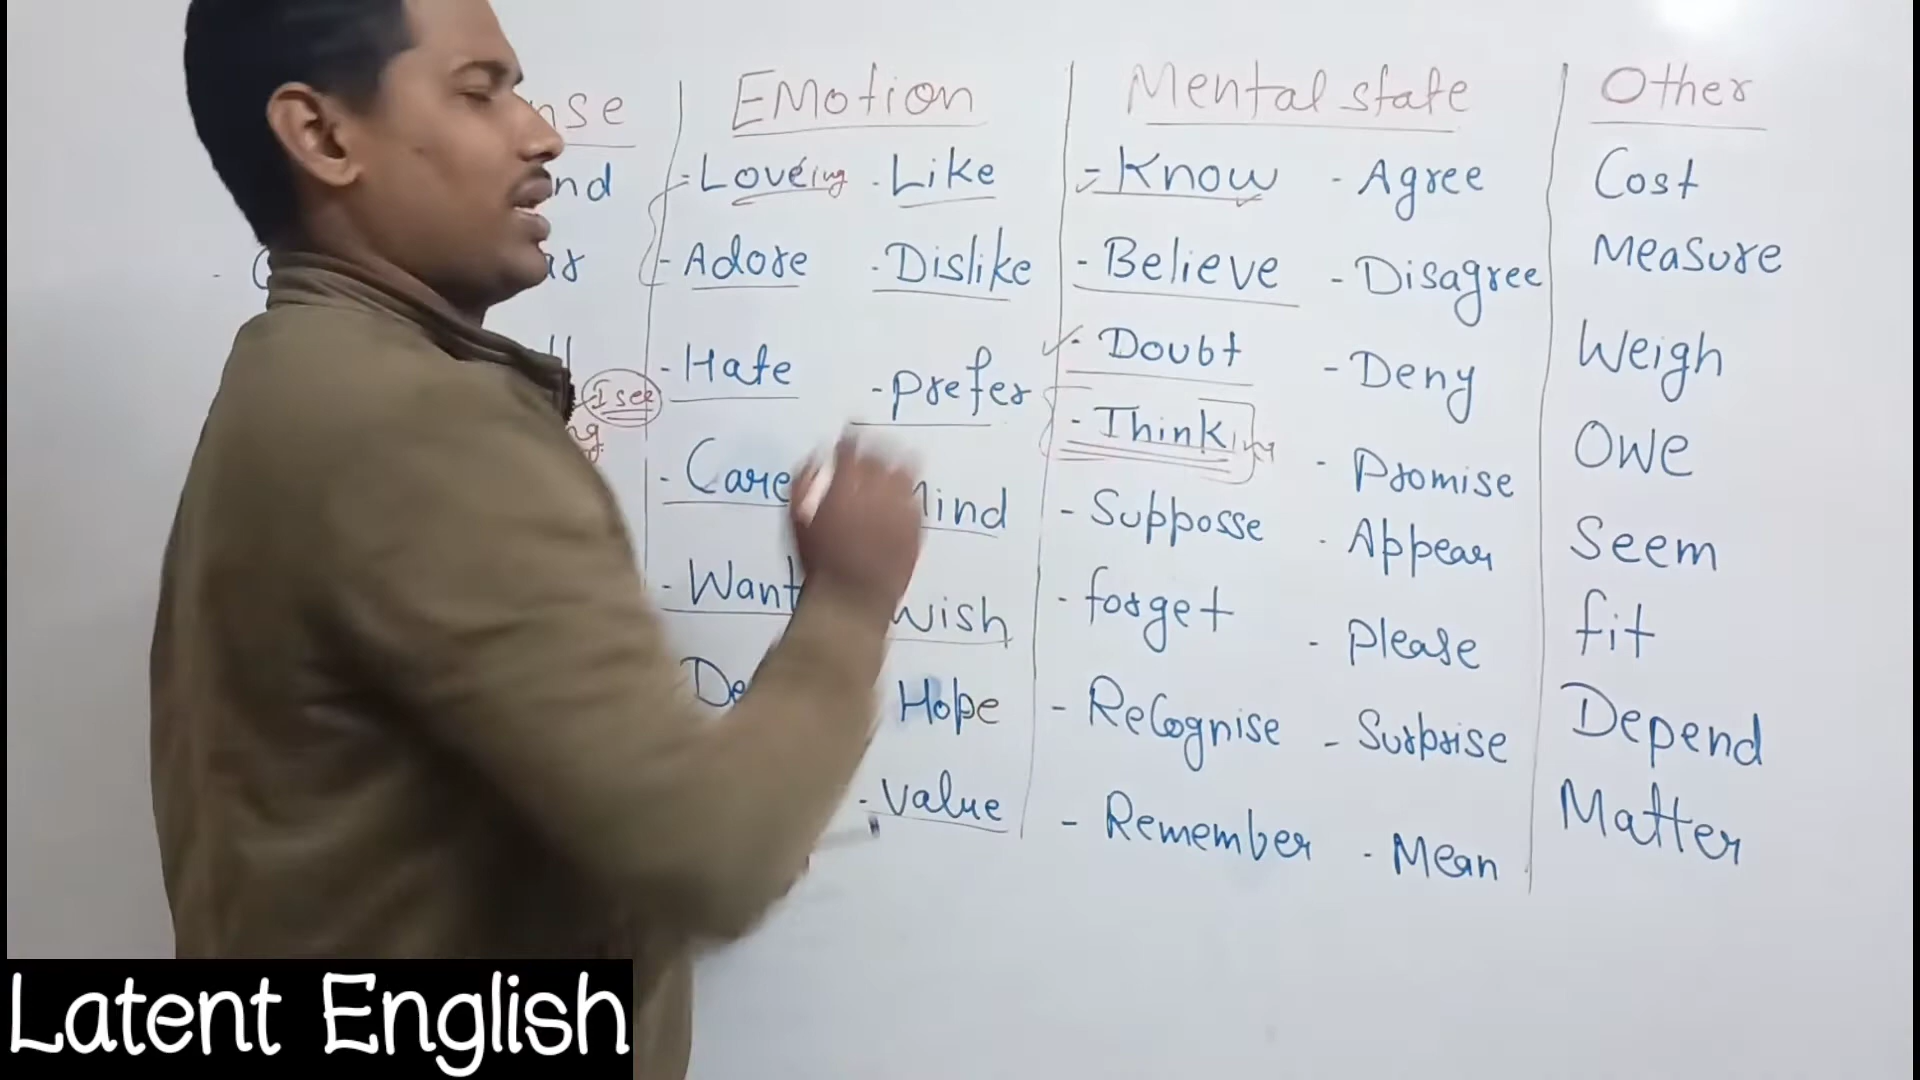 EMotion
Mental state
Other
- Loveing
. Like
- Know
- Agree
Cost
- Adore
. Dislike
- Believe
- Disagree
Measure
- Hate
- Prefer
- Doubt
- Deny
Weigh
I see
- Care
- Think
- Promise
Owe
- Suppose
. Appear
Seem
- Want
Wish
- forget
- Please
fit
Hope
- Recognise
- Surprise
Depend
- Value
- Remember
. Mean
Matter
Latent English